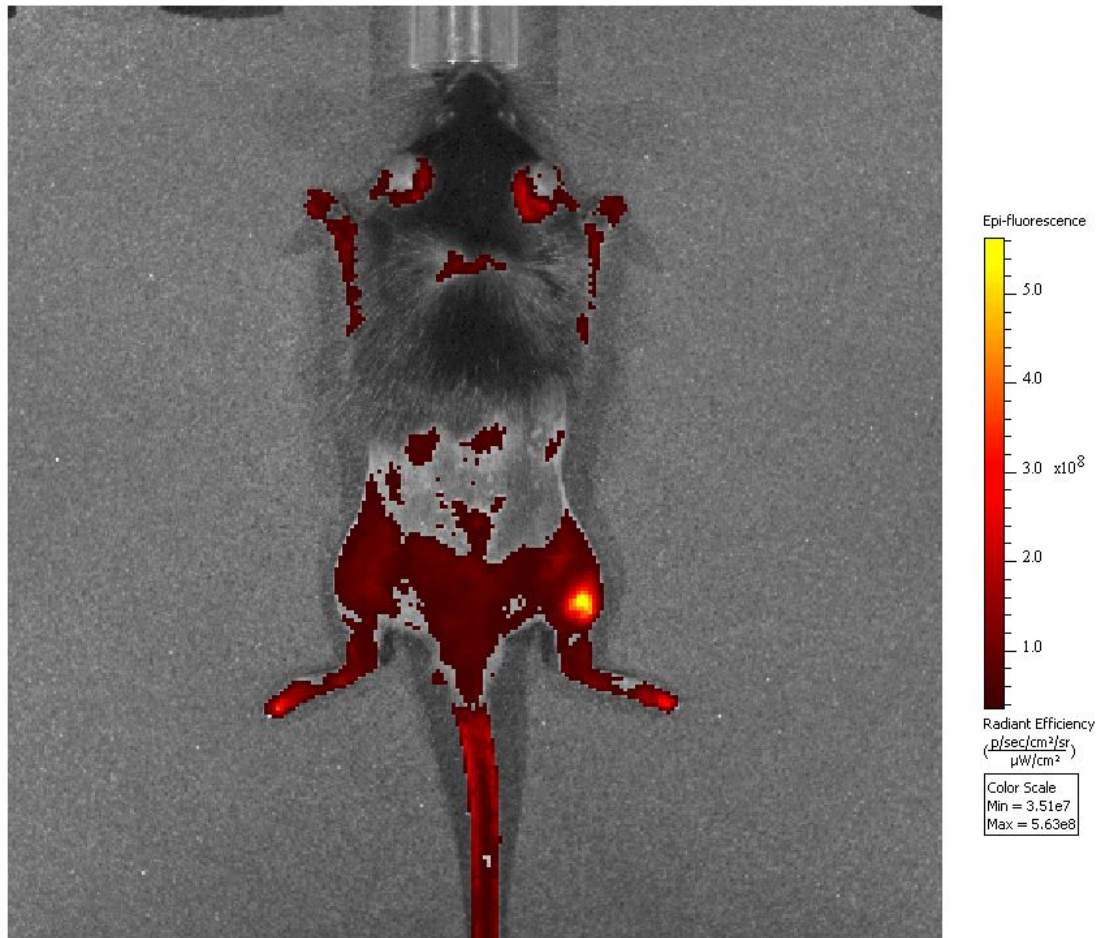 Epi-fluorescence
5.0
4.0
3.0 x10⁸
2.0
1.0
Radiant Efficiency
(p/sec/cm²/sr
µW/cm²)
Color Scale
Min = 3.51e7
Max = 5.63e8